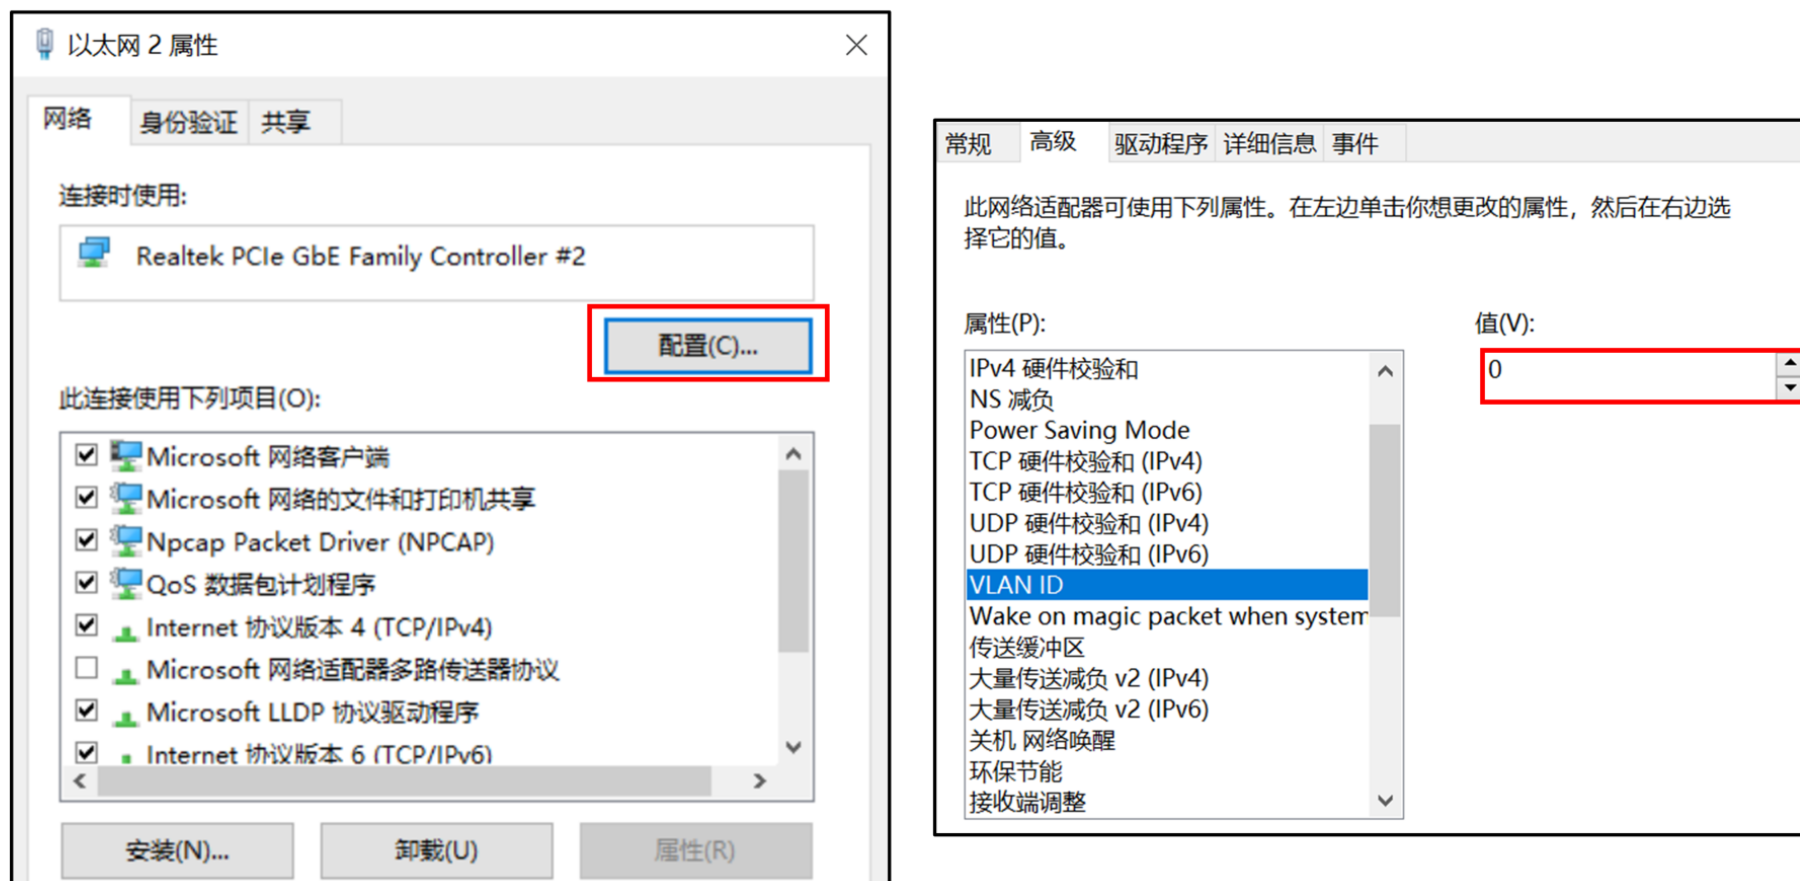 以太网 2 属性
网络
身份验证
共享
连接时使用:
Realtek PCIe GbE Family Controller #2
配置(C)...
此连接使用下列项目(O):
Microsoft 网络客户端
Microsoft 网络的文件和打印机共享
Npcap Packet Driver (NPCAP)
QoS 数据包计划程序
Internet 协议版本 4 (TCP/IPv4)
Microsoft 网络适配器多路传送器协议
Microsoft LLDP 协议驱动程序
Internet 协议版本 6 (TCP/IPv6)
安装(N)...
卸载(U)
属性(R)
常规
高级
驱动程序
详细信息
事件
此网络适配器可使用下列属性。在左边单击你想更改的属性，然后在右边选
择它的值。
属性(P):
值(V):
0
IPv4 硬件校验和
NS 减负
Power Saving Mode
TCP 硬件校验和 (IPv4)
TCP 硬件校验和 (IPv6)
UDP 硬件校验和 (IPv4)
UDP 硬件校验和 (IPv6)
VLAN ID
Wake on magic packet when system
传送缓冲区
大量传送减负 v2 (IPv4)
大量传送减负 v2 (IPv6)
关机 网络唤醒
环保节能
接收端调整